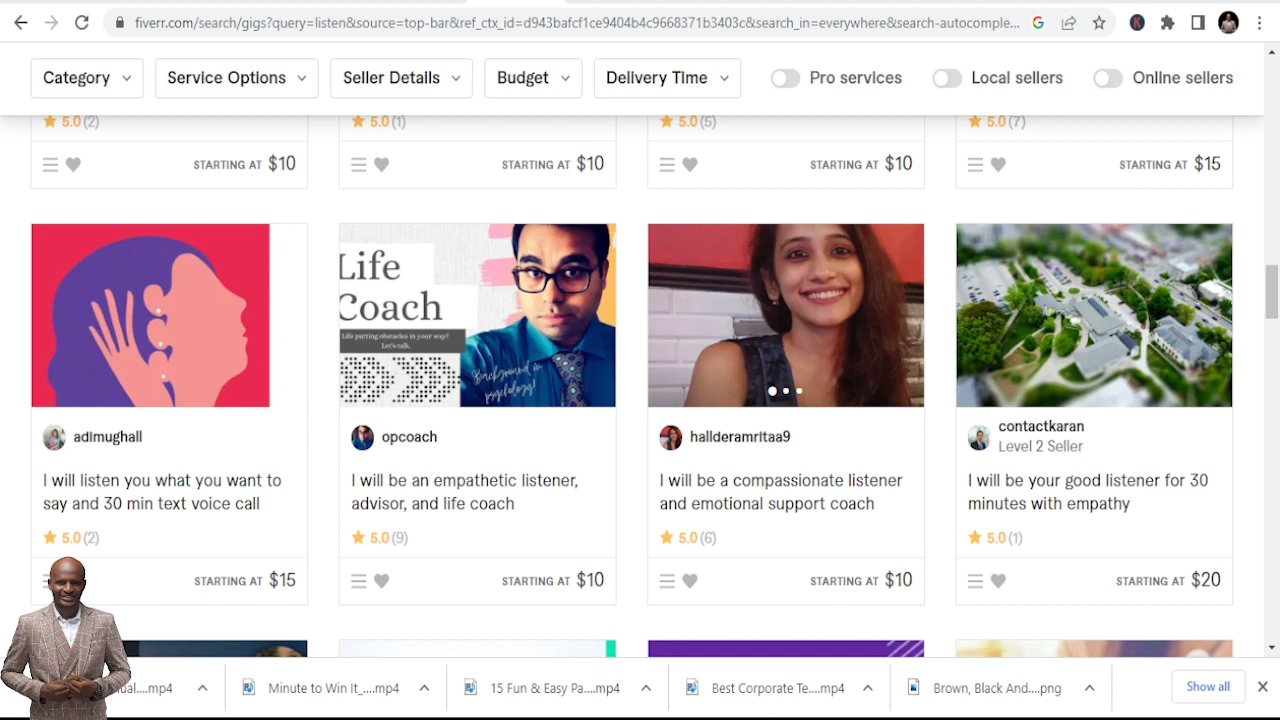 fiverr.com/search/gigs?query=listen&source=top-bar&ref_ctx_id=d943bafcf1ce9404b4c9668371b3403c&search_in=everywhere&search-autocomple...
Category
Service Options
Seller Details
Budget
Delivery Time
Pro services
Local sellers
Online sellers
5.0(2)
5.0(1)
5.0(5)
5.0(7)
STARTING AT $10
STARTING AT $10
STARTING AT $10
STARTING AT $15
Life
Coach
Life putting obstacles in your way?
Let's talk.
Background in
psychology!
adimughall
opcoach
hallderamritaa9
contactkaran
Level 2 Seller
I will listen you what you want to
say and 30 min text voice call
I will be an empathetic listener,
advisor, and life coach
I will be a compassionate listener
and emotional support coach
I will be your good listener for 30
minutes with empathy
5.0(2)
5.0(9)
5.0(6)
5.0(1)
STARTING AT $15
STARTING AT $10
STARTING AT $10
STARTING AT $20
ual....mp4
Minute to Win It_....mp4
15 Fun & Easy Pa....mp4
Best Corporate Te....mp4
Brown, Black And....png
Show all